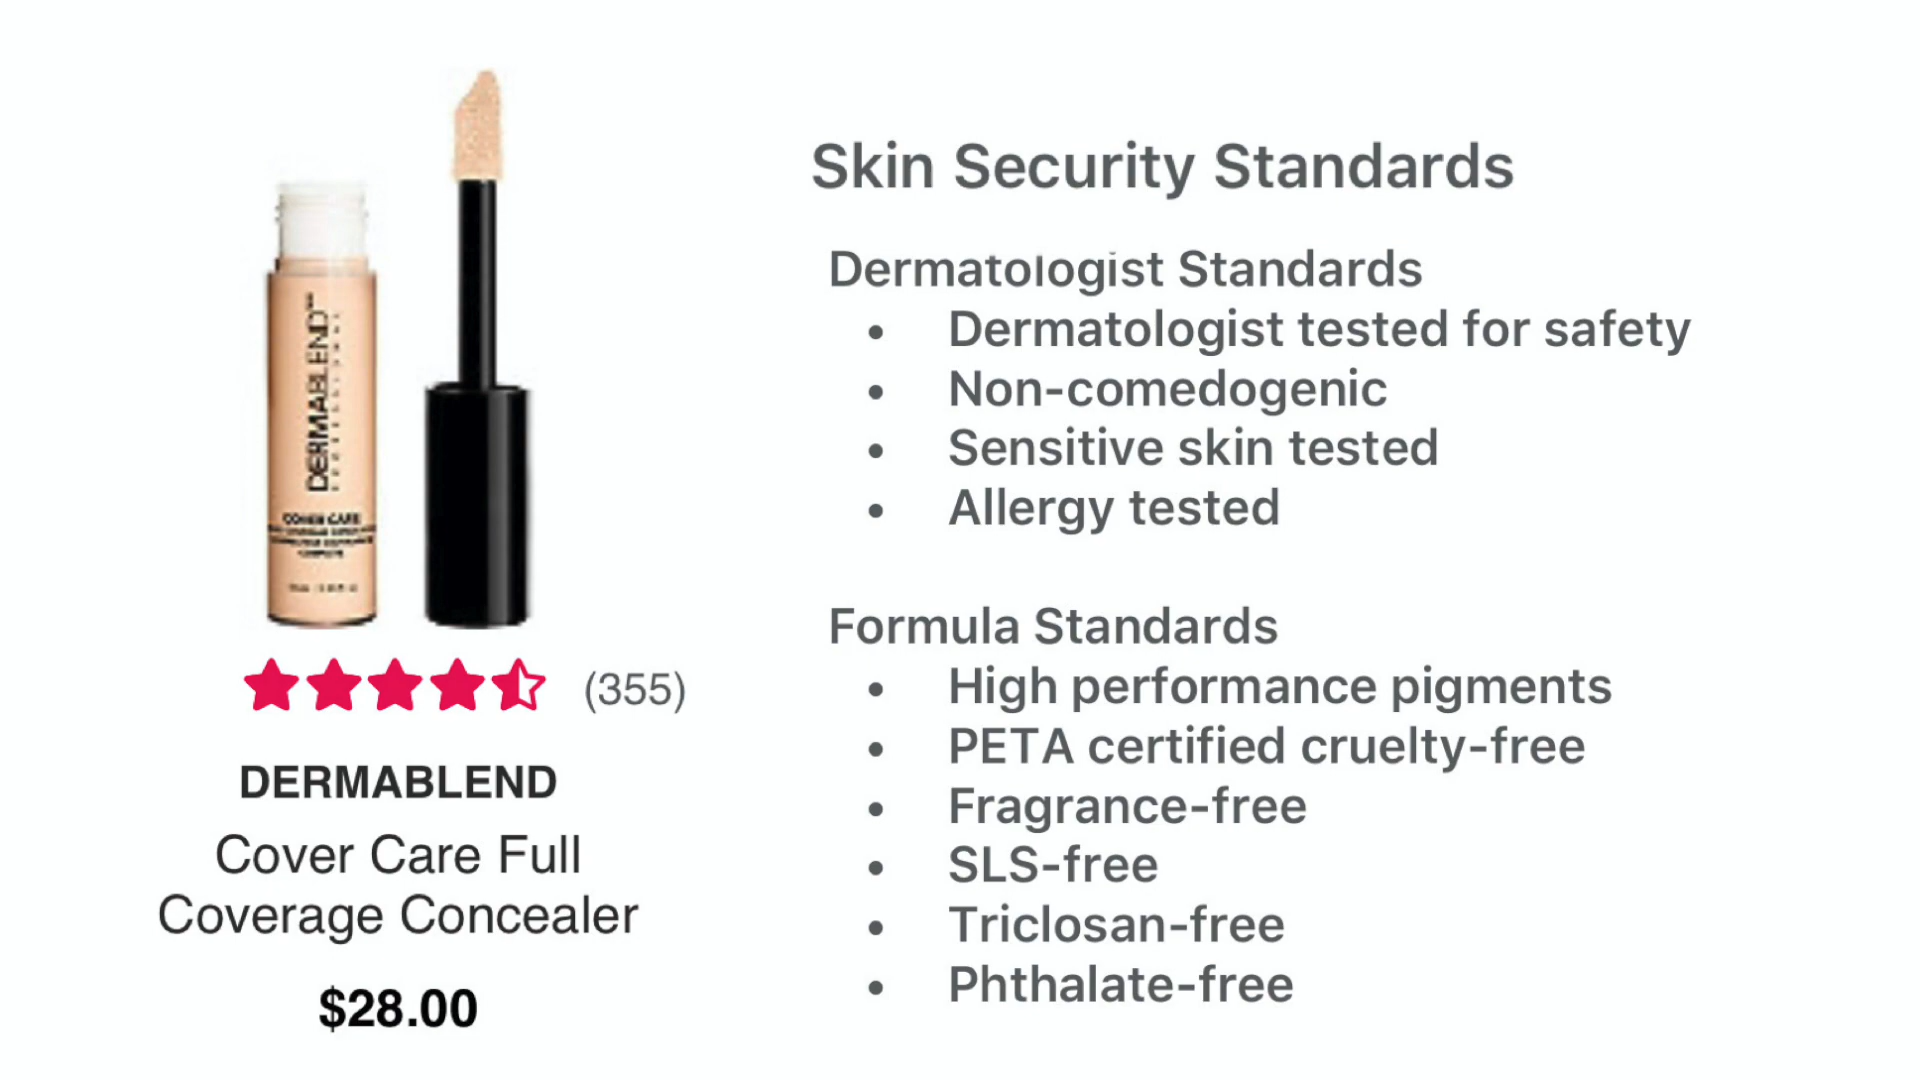 DERMABLEND™
COVER CARE
★★★★ (355)
DERMABLEND
Cover Care Full
Coverage Concealer
$28.00
Skin Security Standards
Dermatologist Standards
• Dermatologist tested for safety
• Non-comedogenic
• Sensitive skin tested
• Allergy tested
Formula Standards
• High performance pigments
• PETA certified cruelty-free
• Fragrance-free
• SLS-free
• Triclosan-free
• Phthalate-free